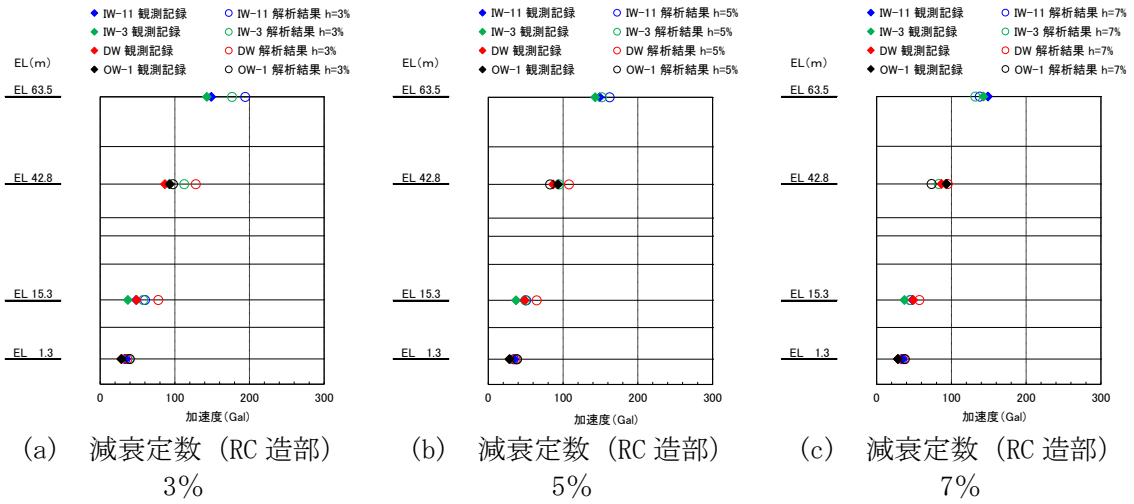 ◆ IW-11 観測記録 ○ IW-11 解析結果 h=3%
◆ IW-3 観測記録 ○ IW-3 解析結果 h=3%
◆ DW 観測記録 ○ DW 解析結果 h=3%
◆ OW-1 観測記録 ○ OW-1 解析結果 h=3%
EL(m)
EL 63.5
EL 42.8
EL 15.3
EL 1.3
0 100 200 300
加速度(Gal)
(a) 減衰定数 (RC 造部)
3%
◆ IW-11 観測記録 ○ IW-11 解析結果 h=5%
◆ IW-3 観測記録 ○ IW-3 解析結果 h=5%
◆ DW 観測記録 ○ DW 解析結果 h=5%
◆ OW-1 観測記録 ○ OW-1 解析結果 h=5%
EL(m)
EL 63.5
EL 42.8
EL 15.3
EL 1.3
0 100 200 300
加速度(Gal)
(b) 減衰定数 (RC 造部)
5%
◆ IW-11 観測記録 ○ IW-11 解析結果 h=7%
◆ IW-3 観測記録 ○ IW-3 解析結果 h=7%
◆ DW 観測記録 ○ DW 解析結果 h=7%
◆ OW-1 観測記録 ○ OW-1 解析結果 h=7%
EL(m)
EL 63.5
EL 42.8
EL 15.3
EL 1.3
0 100 200 300
加速度(Gal)
(c) 減衰定数 (RC 造部)
7%